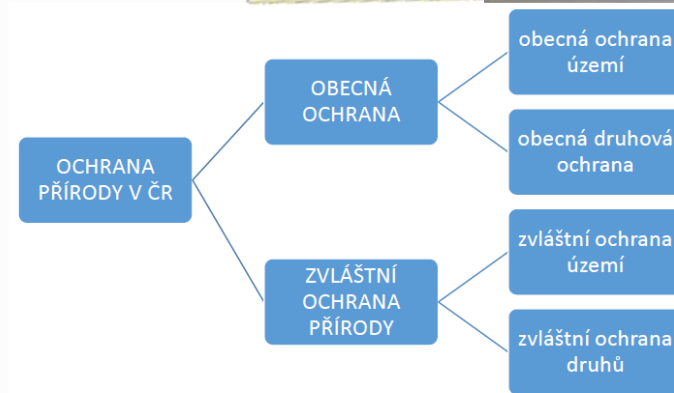 OCHRANA
PŘÍRODY V ČR
OBECNÁ
OCHRANA
obecná ochrana
území
obecná druhová
ochrana
ZVLÁŠTNÍ
OCHRANA
PŘÍRODY
zvláštní ochrana
území
zvláštní ochrana
druhů